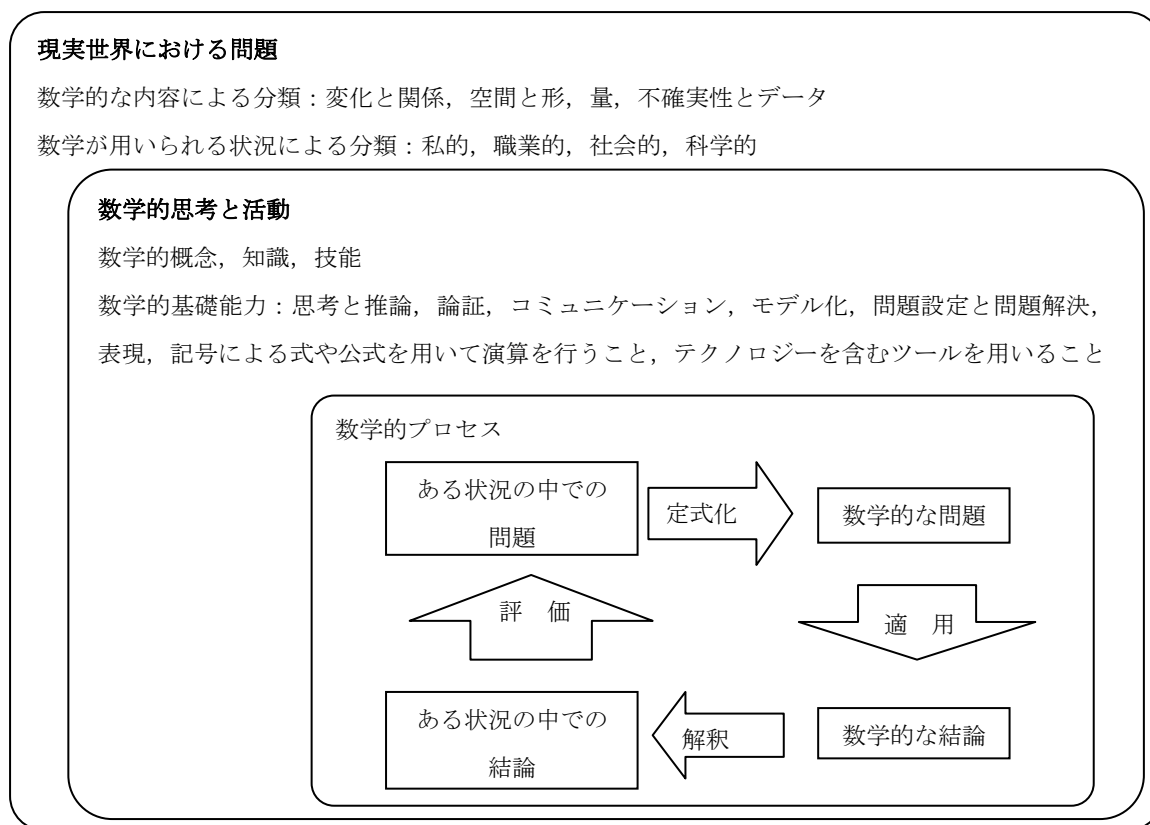 現実世界における問題
数学的な内容による分類：変化と関係，空間と形，量，不確実性とデータ
数学が用いられる状況による分類：私的，職業的，社会的，科学的
数学的思考と活動
数学的概念，知識，技能
数学的基礎能力：思考と推論，論証，コミュニケーション，モデル化，問題設定と問題解決，
表現，記号による式や公式を用いて演算を行うこと，テクノロジーを含むツールを用いること
数学的プロセス
ある状況の中での
問題
定式化
数学的な問題
評　価
適　用
ある状況の中での
結論
解釈
数学的な結論